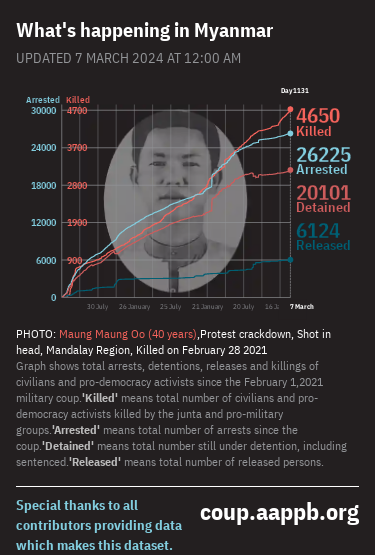 What's happening in Myanmar
UPDATED 7 MARCH 2024 AT 12:00 AM
Day1131
Arrested Killed
30000 4700
24000 3700
18000 2800
12000 1900
6000 900
0
4650
Killed
26225
Arrested
20101
Detained
6124
Released
30 July 26 January 25 July 21 January 20 July 16 J 7 March
PHOTO: Maung Maung Oo (40 years),Protest crackdown, Shot in
head, Mandalay Region, Killed on February 28 2021
Graph shows total arrests, detentions, releases and killings of
civilians and pro-democracy activists since the February 1,2021
military coup.'Killed' means total number of civilians and pro-
democracy activists killed by the junta and pro-military
groups.'Arrested' means total number of arrests since the
coup.'Detained' means total number still under detention, including
sentenced.'Released' means total number of released persons.
Special thanks to all
contributors providing data
which makes this dataset.
coup.aappb.org